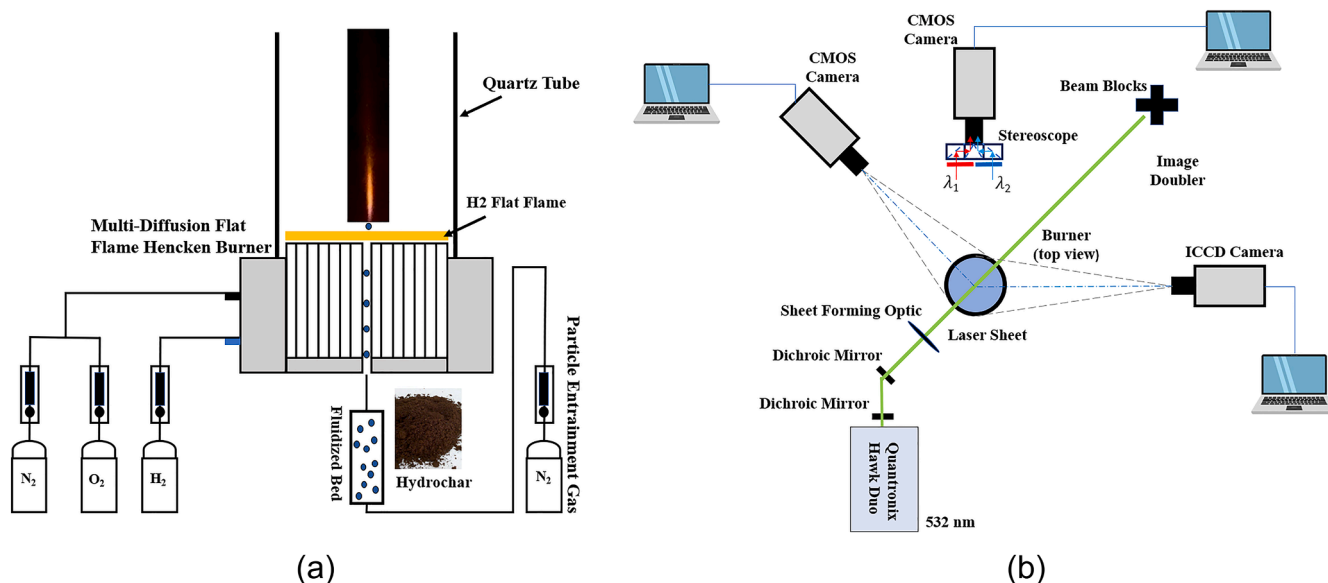 Quartz Tube
H2 Flat Flame
Multi-Diffusion Flat
Flame Hencken Burner
Particle Entrainment Gas
Fluidized Bed
Hydrochar
N₂
O₂
H₂
N₂
(a)
CMOS
Camera
CMOS
Camera
Beam Blocks
Stereoscope
λ₁
λ₂
Image
Doubler
Burner
(top view)
ICCD Camera
Sheet Forming Optic
Laser Sheet
Dichroic Mirror
Dichroic Mirror
Quantronix
Hawk Duo
532 nm
(b)